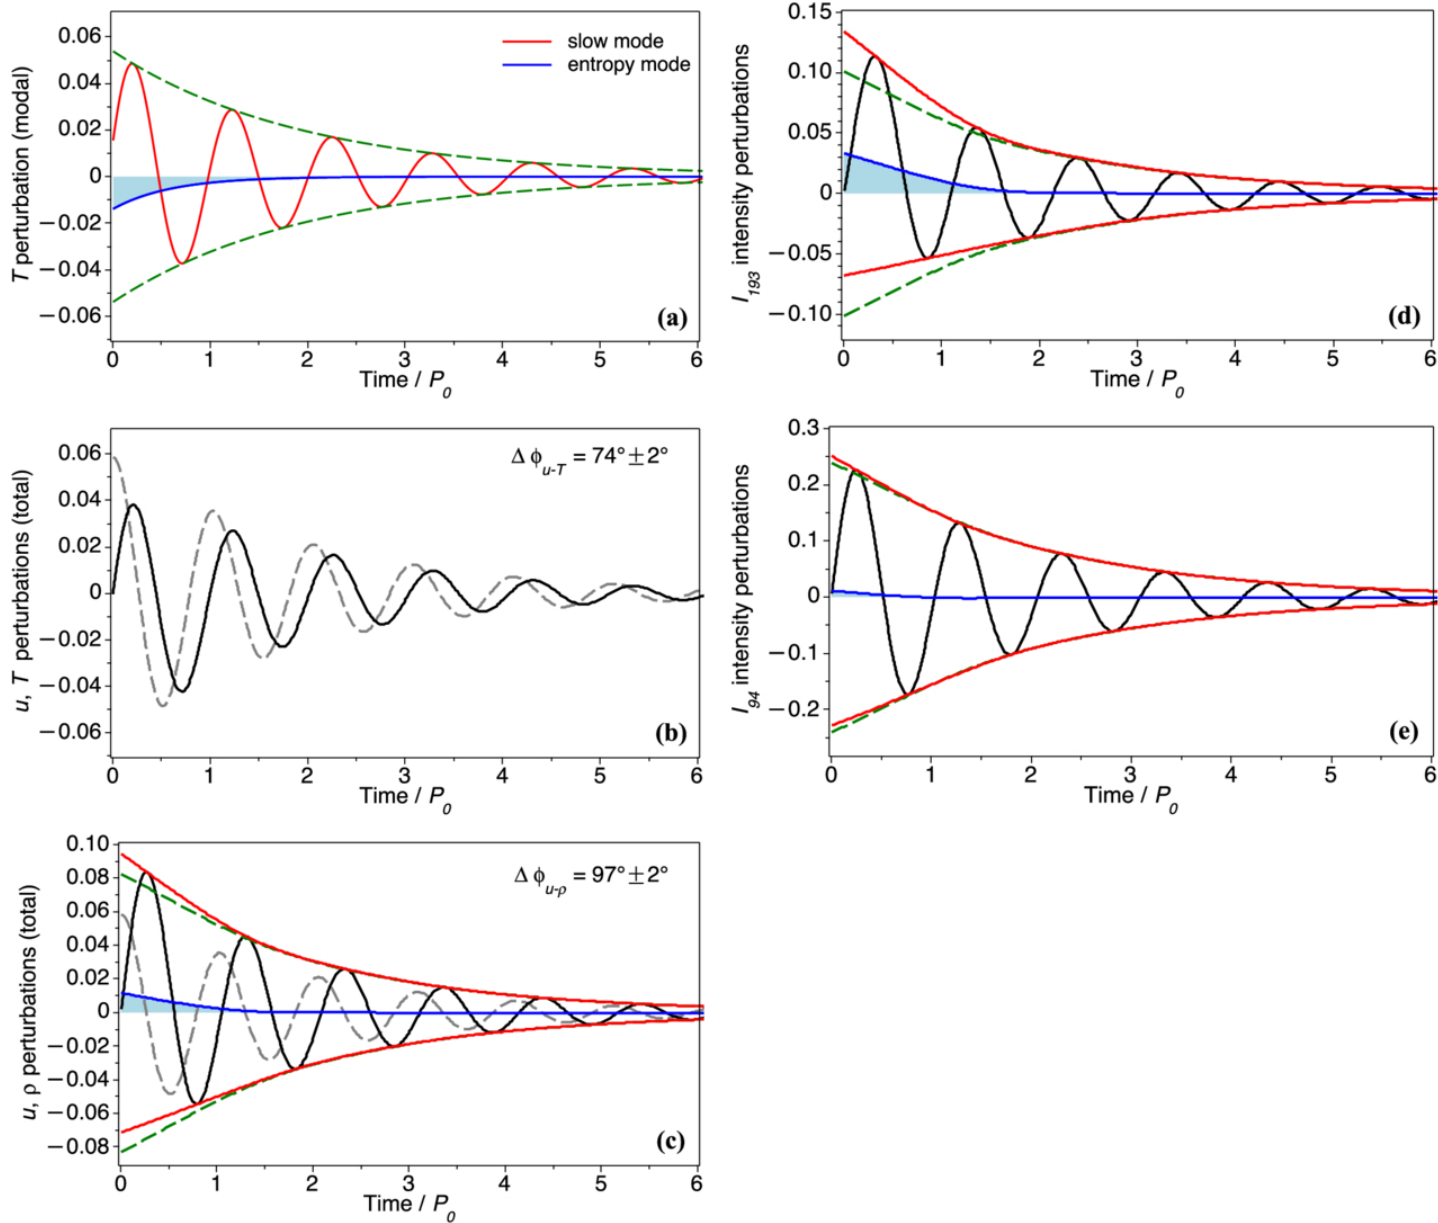 T perturbation (modal)
0.06
0.04
0.02
0
−0.02
−0.04
−0.06
slow mode
entropy mode
(a)
0 1 2 3 4 5 6
Time / P0
I193 intensity perturbations
0.15
0.10
0.05
0
−0.05
−0.10
(d)
0 1 2 3 4 5 6
Time / P0
u, T perturbations (total)
0.06
0.04
0.02
0
−0.02
−0.04
−0.06
Δ ϕu-T = 74°±2°
(b)
0 1 2 3 4 5 6
Time / P0
I94 intensity perturbations
0.3
0.2
0.1
0
−0.1
−0.2
(e)
0 1 2 3 4 5 6
Time / P0
u, ρ perturbations (total)
0.10
0.08
0.06
0.04
0.02
0
−0.02
−0.04
−0.06
−0.08
Δ ϕu-ρ = 97°±2°
(c)
0 1 2 3 4 5 6
Time / P0